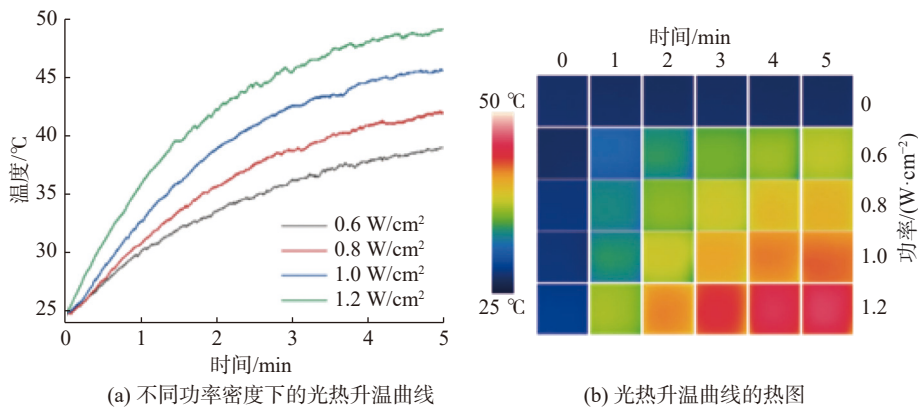 50
45
40
35
30
25
温度/℃
0
1
2
3
4
5
时间/min
0.6 W/cm²
0.8 W/cm²
1.0 W/cm²
1.2 W/cm²
(a) 不同功率密度下的光热升温曲线
时间/min
0 1 2 3 4 5
50 ℃
25 ℃
0
0.6
0.8
1.0
1.2
功率/(W·cm⁻²)
(b) 光热升温曲线的热图